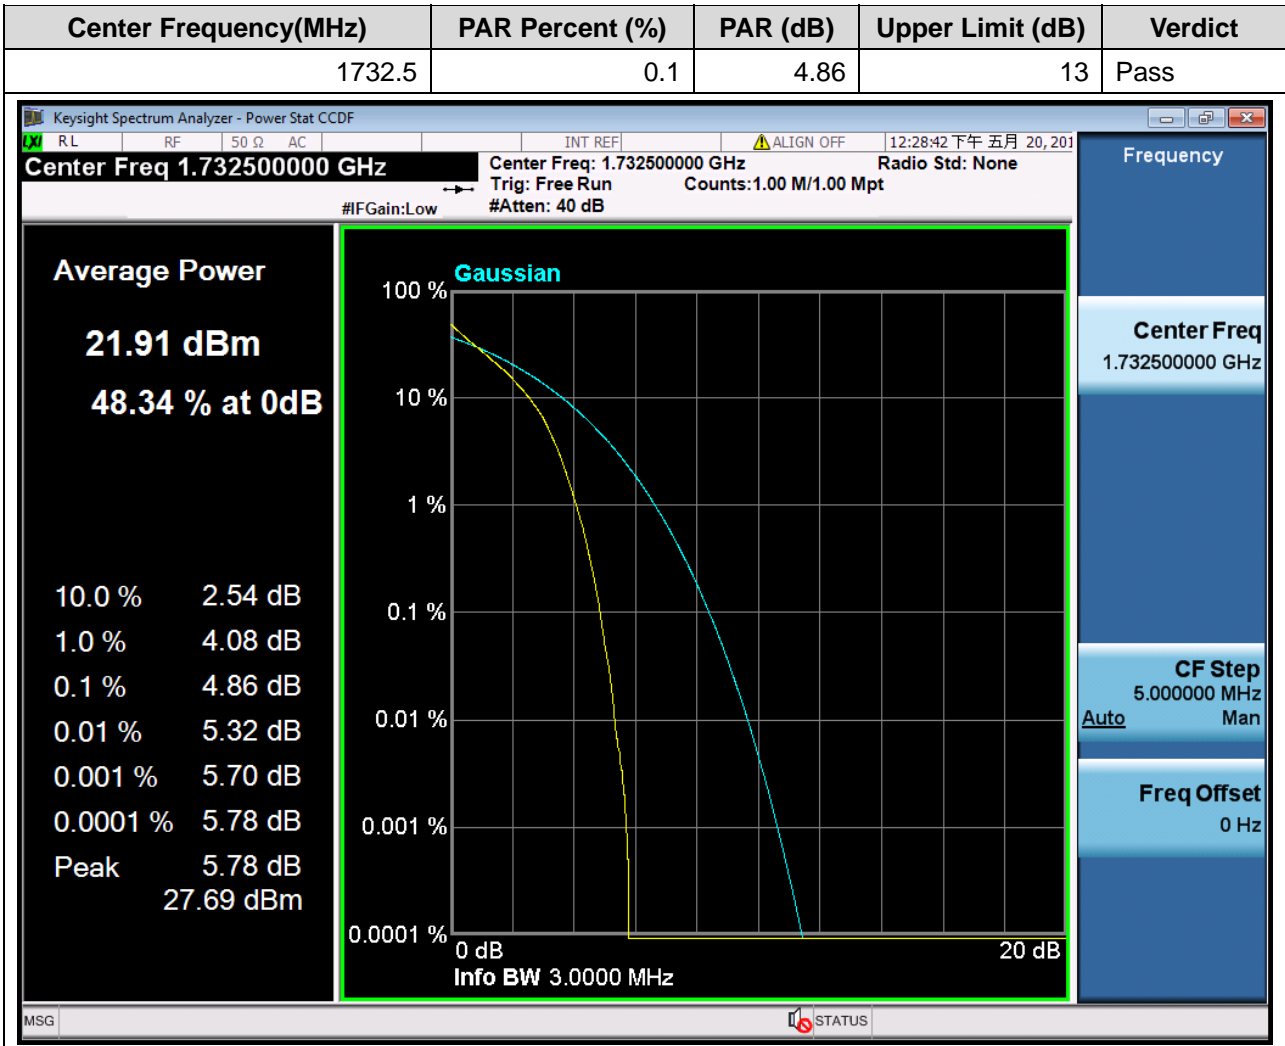 Center Frequency(MHz) PAR Percent (%) PAR (dB) Upper Limit (dB) Verdict
1732.5 0.1 4.86 13 Pass
Keysight Spectrum Analyzer - Power Stat CCDF
LXI RL RF 50 Ω AC INT REF ALIGN OFF 12:28:42 下午 五月 20, 201
Center Freq 1.732500000 GHz
Center Freq: 1.732500000 GHz Radio Std: None
Trig: Free Run Counts:1.00 M/1.00 Mpt
#IFGain:Low #Atten: 40 dB
Average Power
21.91 dBm
48.34 % at 0dB
10.0 % 2.54 dB
1.0 % 4.08 dB
0.1 % 4.86 dB
0.01 % 5.32 dB
0.001 % 5.70 dB
0.0001 % 5.78 dB
Peak 5.78 dB
27.69 dBm
Gaussian
100 %
10 %
1 %
0.1 %
0.01 %
0.001 %
0.0001 %
0 dB 20 dB
Info BW 3.0000 MHz
Frequency
Center Freq
1.732500000 GHz
CF Step
5.000000 MHz
Auto Man
Freq Offset
0 Hz
MSG STATUS